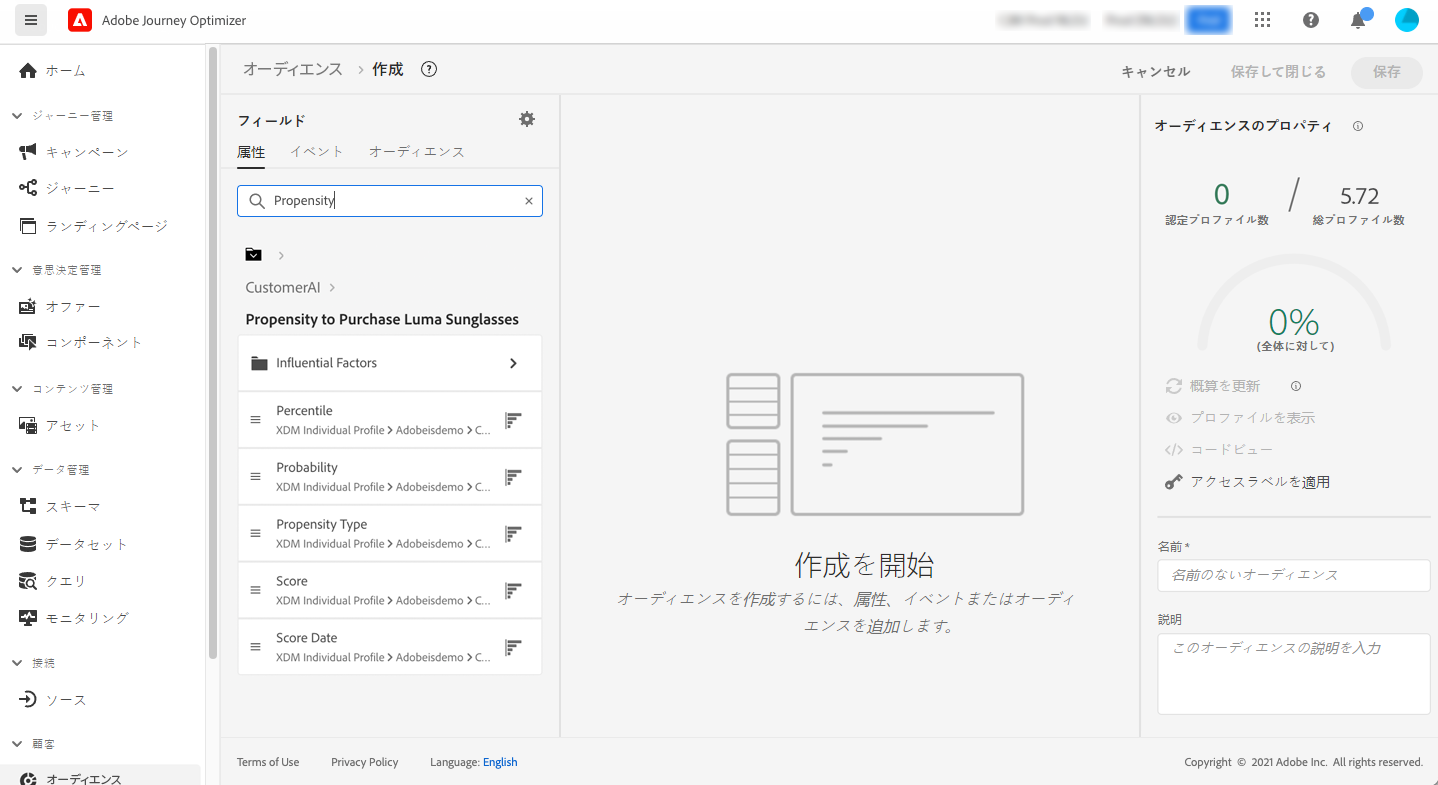 Adobe Journey Optimizer
ホーム
ジャーニー管理
キャンペーン
ジャーニー
ランディングページ
意思決定管理
オファー
コンポーネント
コンテンツ管理
アセット
データ管理
スキーマ
データセット
クエリ
モニタリング
接続
ソース
顧客
オーディエンス
オーディエンス > 作成
キャンセル
保存して閉じる
保存
フィールド
属性 イベント オーディエンス
Propensity
CustomerAI >
Propensity to Purchase Luma Sunglasses
Influential Factors
Percentile
XDM Individual Profile > Adobeisdemo > C...
Probability
XDM Individual Profile > Adobeisdemo > C...
Propensity Type
XDM Individual Profile > Adobeisdemo > C...
Score
XDM Individual Profile > Adobeisdemo > C...
Score Date
XDM Individual Profile > Adobeisdemo > C...
作成を開始
オーディエンスを作成するには、属性、イベントまたはオーディ
エンスを追加します。
オーディエンスのプロパティ
0 / 5.72
認定プロファイル数 総プロファイル数
0%
(全体に対して)
概算を更新
プロファイルを表示
コードビュー
アクセスラベルを適用
名前*
名前のないオーディエンス
説明
このオーディエンスの説明を入力
Terms of Use Privacy Policy Language: English
Copyright © 2021 Adobe Inc. All rights reserved.